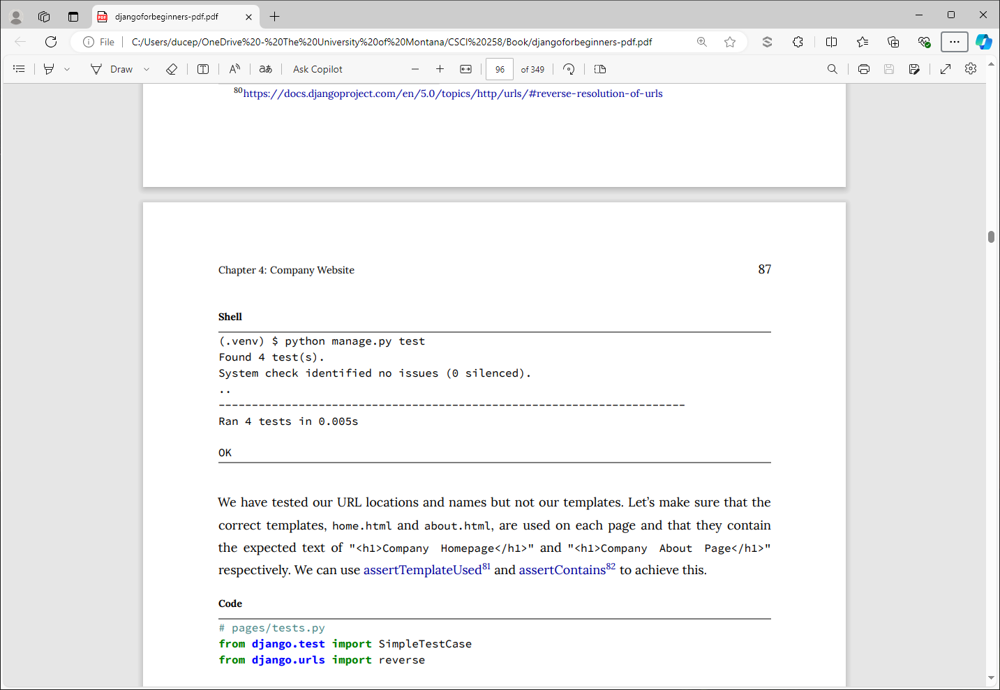 djangoforbeginners-pdf.pdf
File C:/Users/ducep/OneDrive%20-%20The%20University%20of%20Montana/CSCI%20258/Book/djangoforbeginners-pdf.pdf
Draw
T
A
aあ
Ask Copilot
96 of 349
80https://docs.djangoproject.com/en/5.0/topics/http/urls/#reverse-resolution-of-urls
Chapter 4: Company Website 87
Shell
(.venv) $ python manage.py test
Found 4 test(s).
System check identified no issues (0 silenced).
..
----------------------------------------------------------------------
Ran 4 tests in 0.005s
OK
We have tested our URL locations and names but not our templates. Let’s make sure that the
correct templates, home.html and about.html, are used on each page and that they contain
the expected text of "<h1>Company Homepage</h1>" and "<h1>Company About Page</h1>"
respectively. We can use assertTemplateUsed81 and assertContains82 to achieve this.
Code
# pages/tests.py
from django.test import SimpleTestCase
from django.urls import reverse